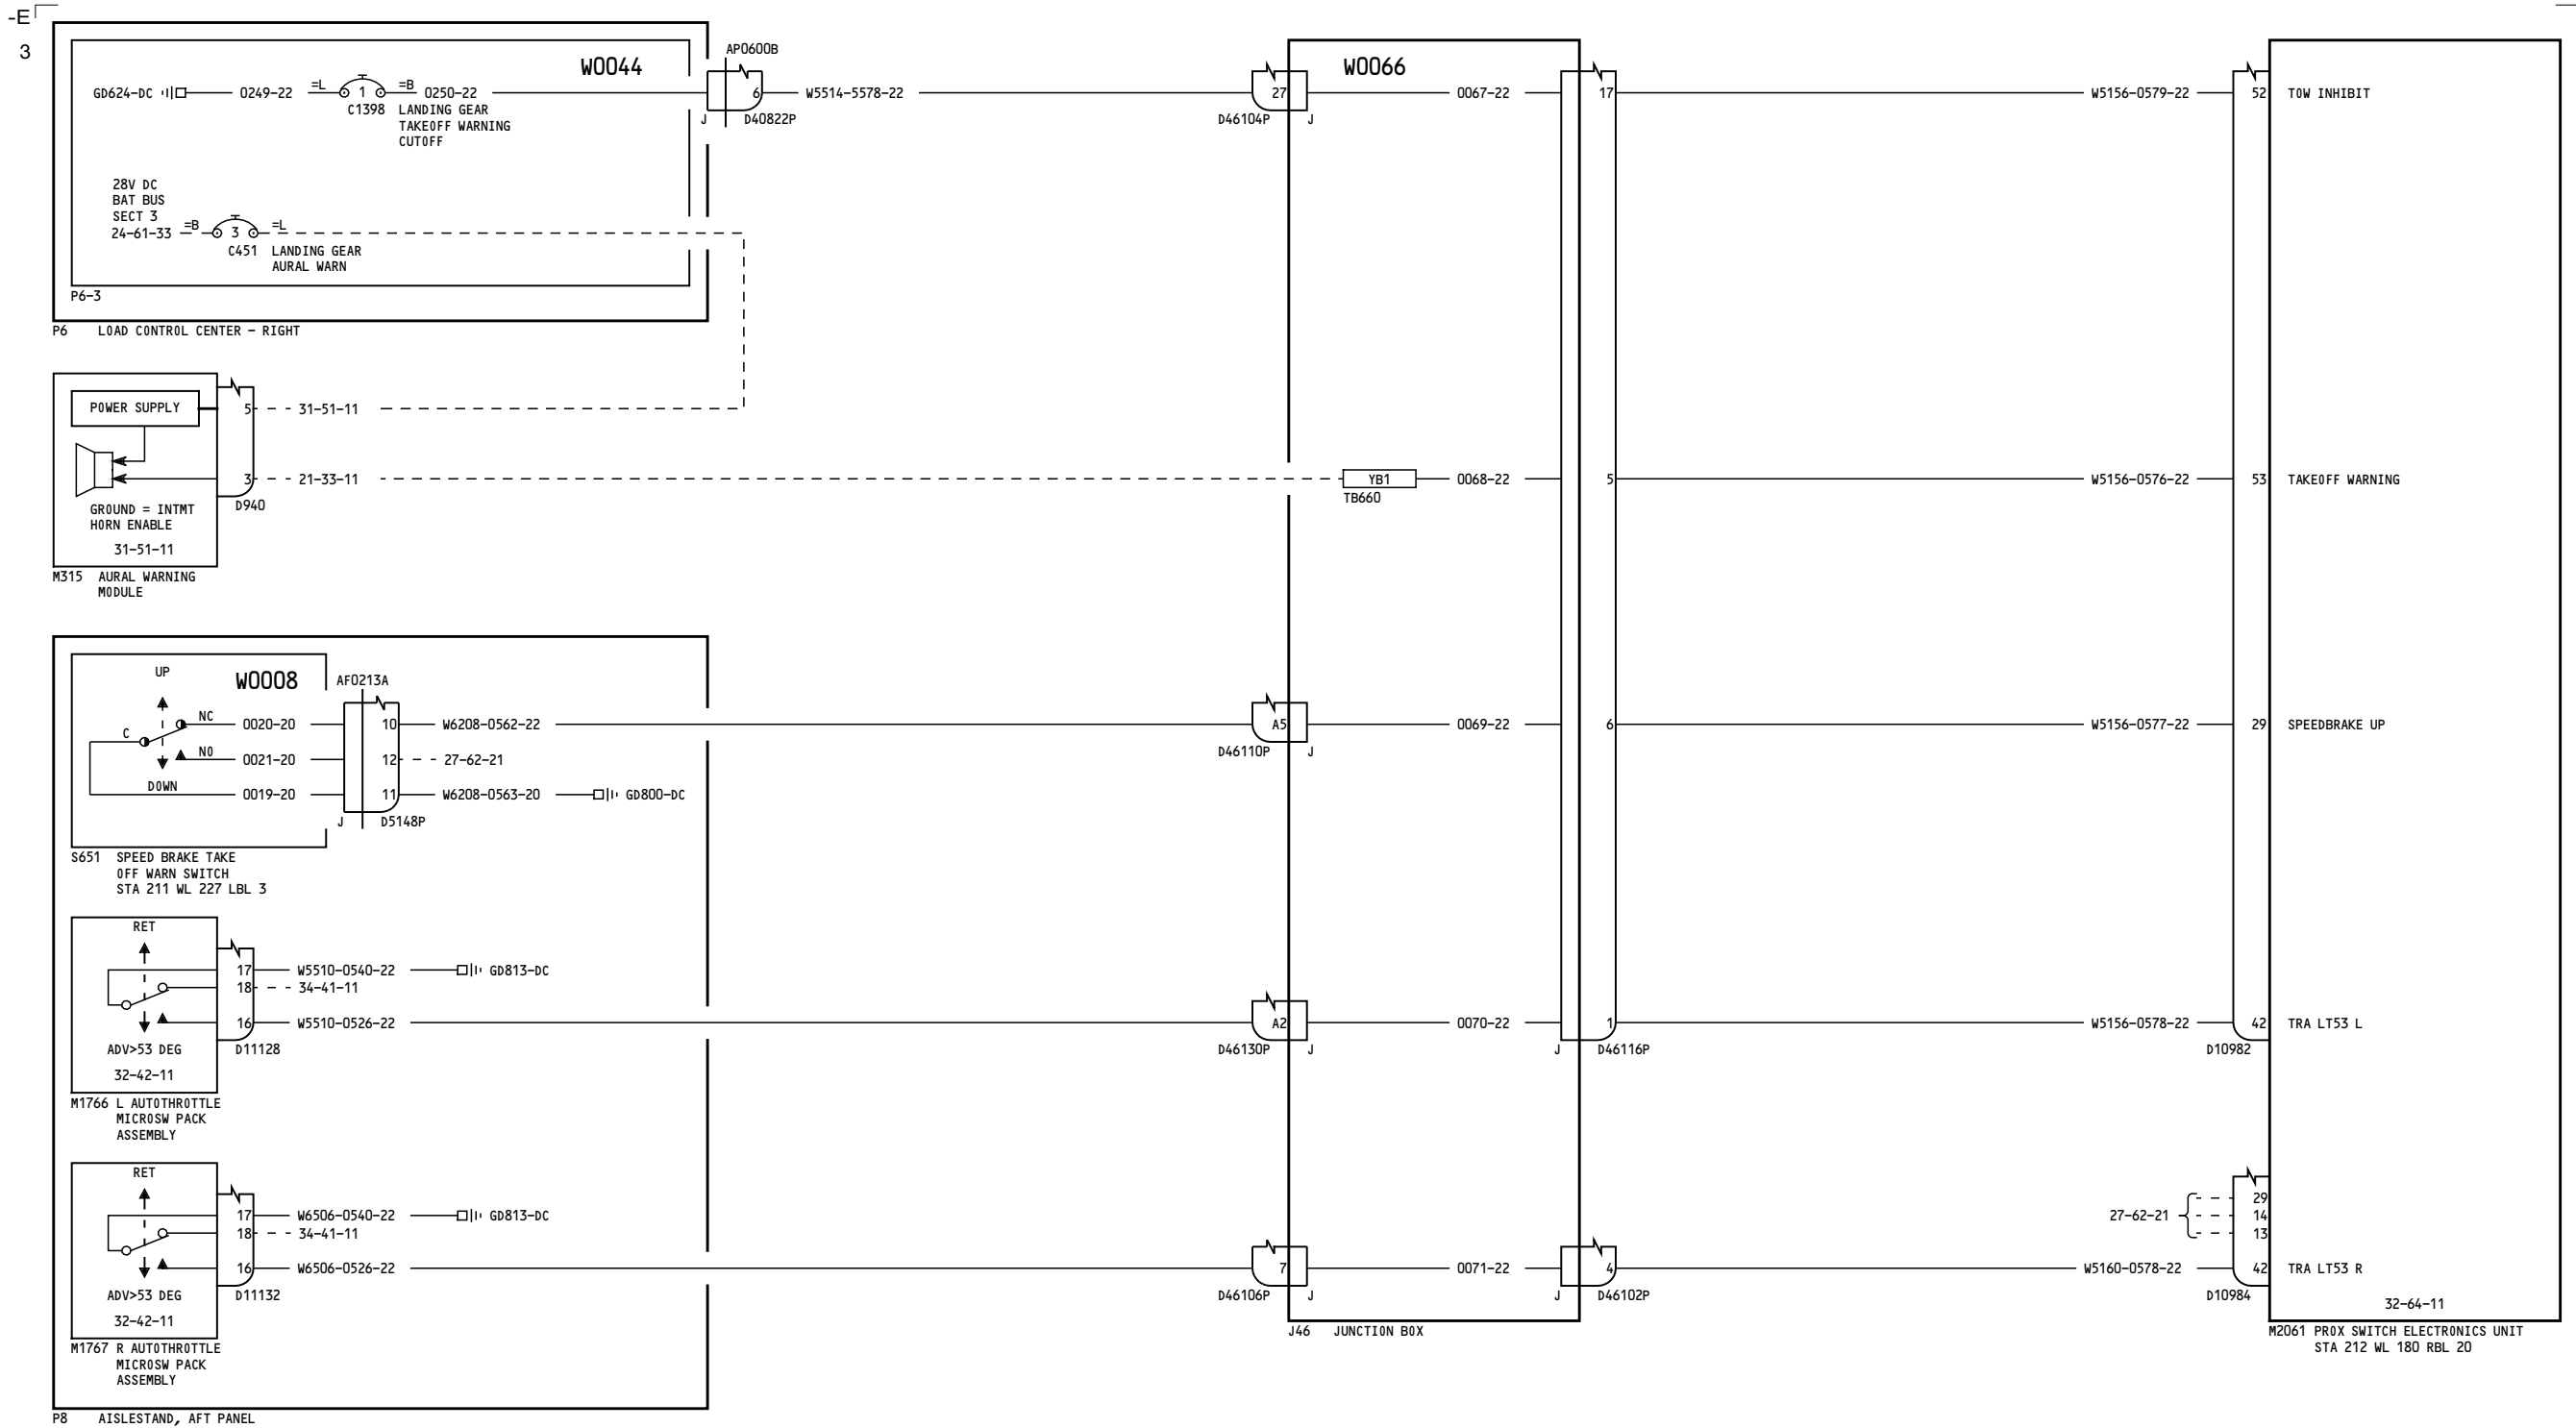 -E
3
W0044
AP0600B
GD624-DC 0249-22 =L 1 =B 0250-22
C1398 LANDING GEAR
TAKEOFF WARNING
CUTOFF
6 W5514-5578-22
J D40822P
28V DC
BAT BUS
SECT 3
24-61-33 =B 3 =L
C451 LANDING GEAR
AURAL WARN
P6-3
P6 LOAD CONTROL CENTER - RIGHT
POWER SUPPLY
5 31-51-11
3 21-33-11
D940
GROUND = INTMT
HORN ENABLE
31-51-11
M315 AURAL WARNING
MODULE
UP
W0008
AF0213A
NC 0020-20 10 W6208-0562-22
C
NO 0021-20 12 27-62-21
DOWN 0019-20 11 W6208-0563-20 GD800-DC
J D5148P
S651 SPEED BRAKE TAKE
OFF WARN SWITCH
STA 211 WL 227 LBL 3
RET
17 W5510-0540-22 GD813-DC
18 34-41-11
16 W5510-0526-22
ADV>53 DEG
D11128
32-42-11
M1766 L AUTOTHROTTLE
MICROSW PACK
ASSEMBLY
RET
17 W6506-0540-22 GD813-DC
18 34-41-11
16 W6506-0526-22
ADV>53 DEG
D11132
32-42-11
M1767 R AUTOTHROTTLE
MICROSW PACK
ASSEMBLY
P8 AISLESTAND, AFT PANEL
W0066
27 0067-22 17
D46104P J
YB1 0068-22 5
TB660
A5 0069-22 6
D46110P J
A2 0070-22 1
D46130P J J D46116P
7 0071-22 4
D46106P J J D46102P
J46 JUNCTION BOX
W5156-0579-22 52 TOW INHIBIT
W5156-0576-22 53 TAKEOFF WARNING
W5156-0577-22 29 SPEEDBRAKE UP
W5156-0578-22 42 TRA LT53 L
D10982
29
27-62-21 14
13
W5160-0578-22 42 TRA LT53 R
D10984
32-64-11
M2061 PROX SWITCH ELECTRONICS UNIT
STA 212 WL 180 RBL 20